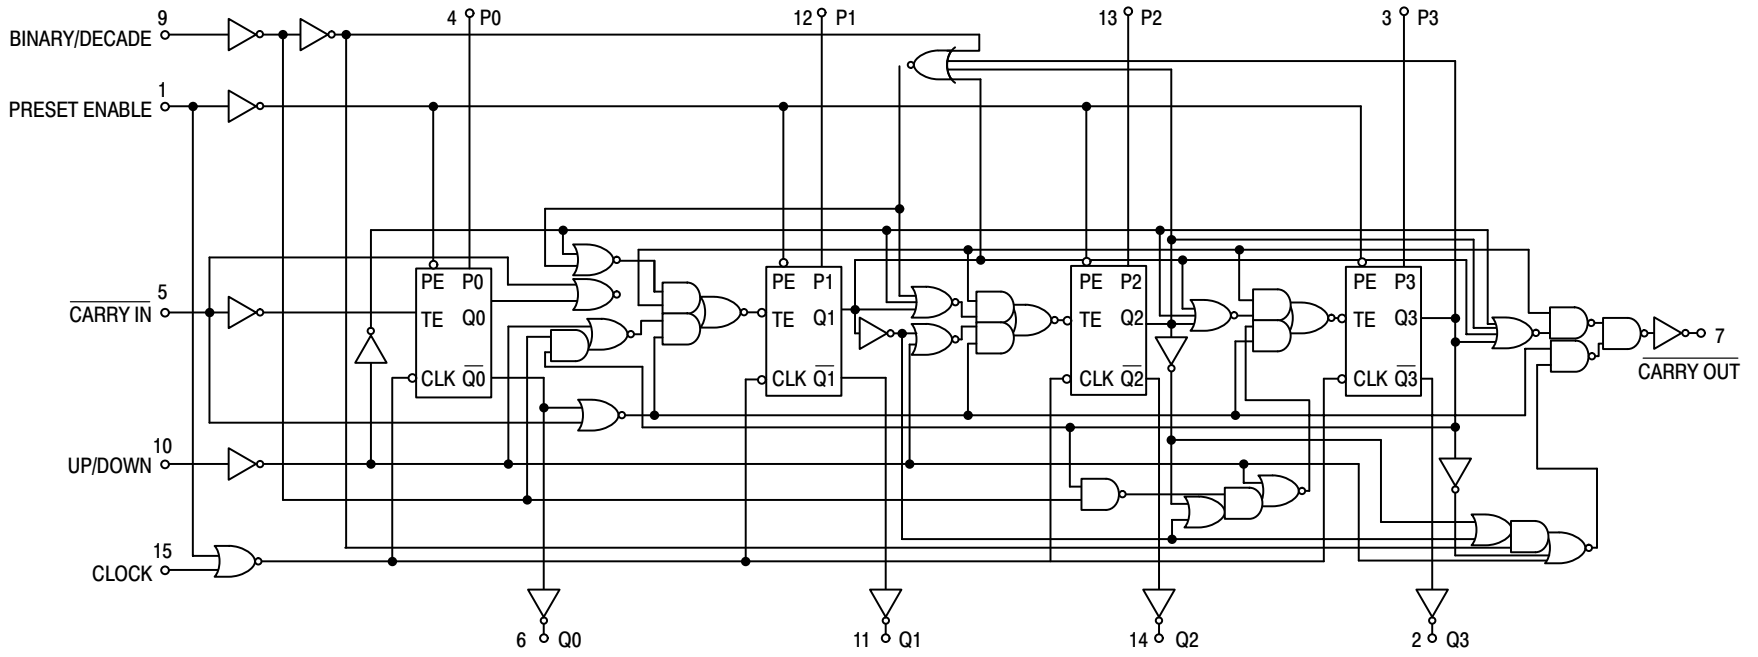 9
BINARY/DECADE
4 P0
12 P1
13 P2
3 P3
1
PRESET ENABLE
5
CARRY IN
PE P0
TE Q0
CLK Q0
PE P1
TE Q1
CLK Q1
PE P2
TE Q2
CLK Q2
PE P3
TE Q3
CLK Q3
7
CARRY OUT
10
UP/DOWN
15
CLOCK
6 Q0
11 Q1
14 Q2
2 Q3